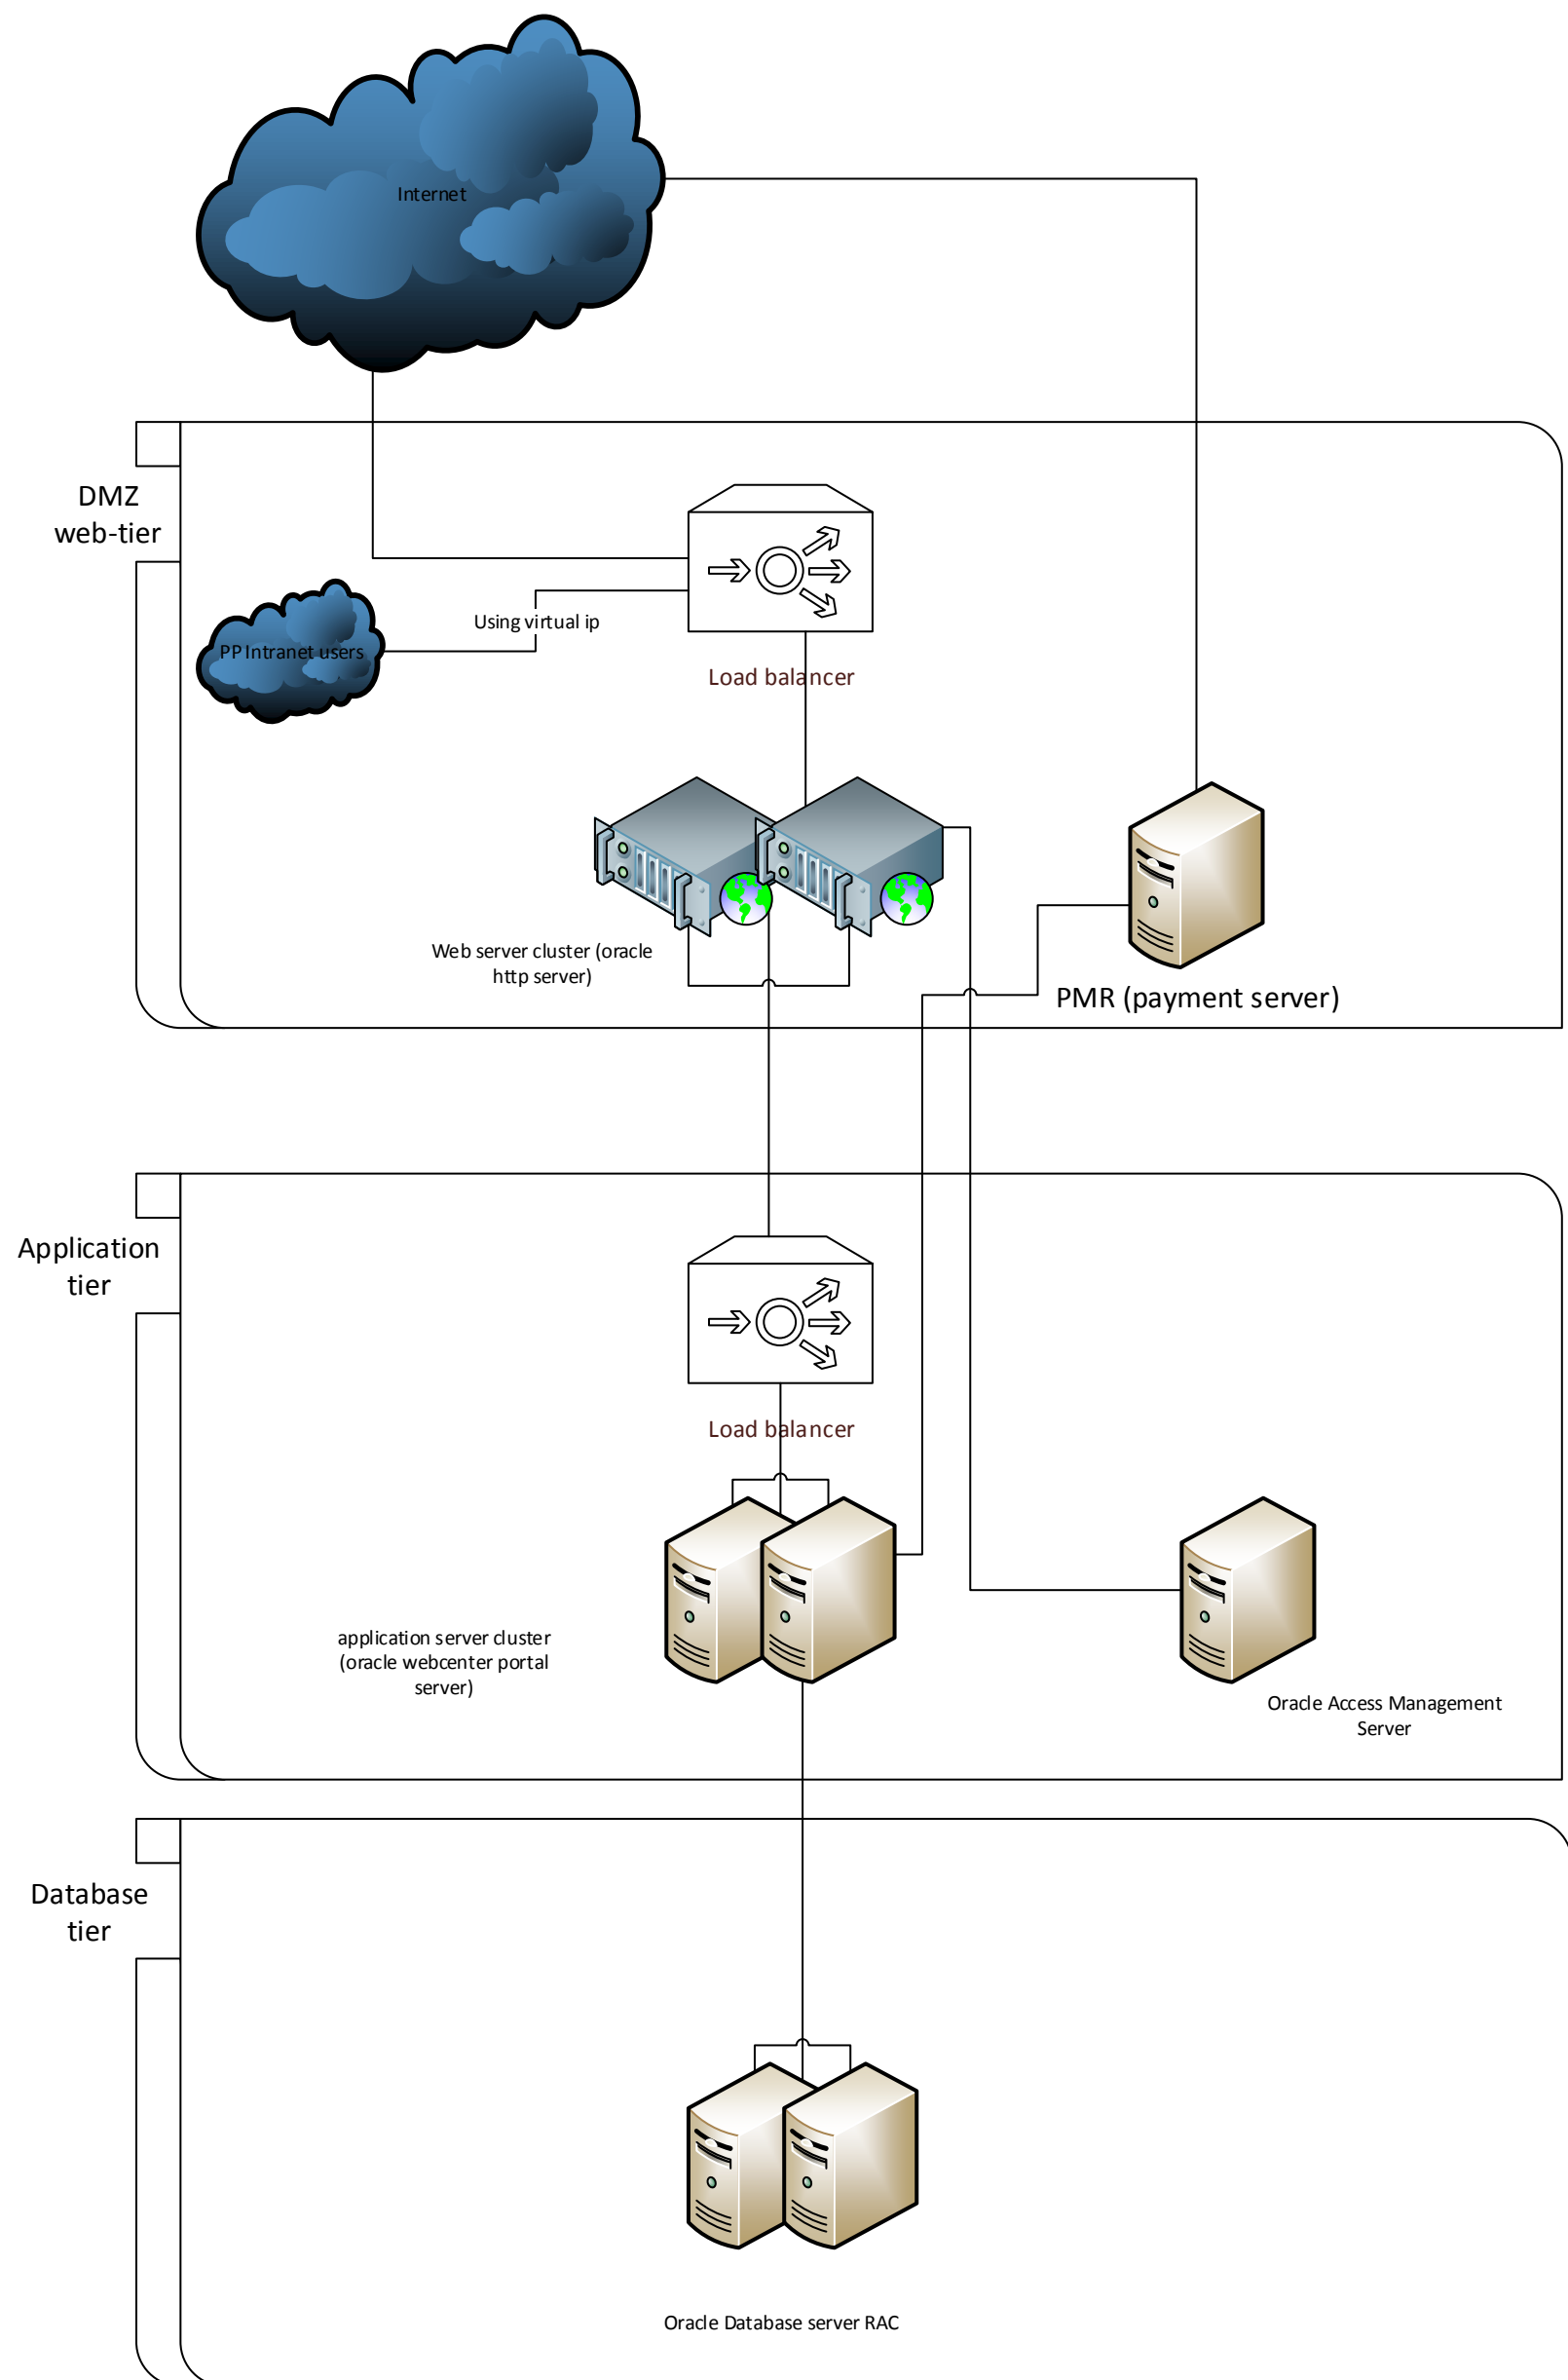 Internet
DMZ
web-tier
Using virtual ip
PP Intranet users
Load balancer
Web server cluster (oracle
http server)
PMR (payment server)
Application
tier
Load balancer
application server cluster
(oracle webcenter portal
server)
Oracle Access Management
Server
Database
tier
Oracle Database server RAC